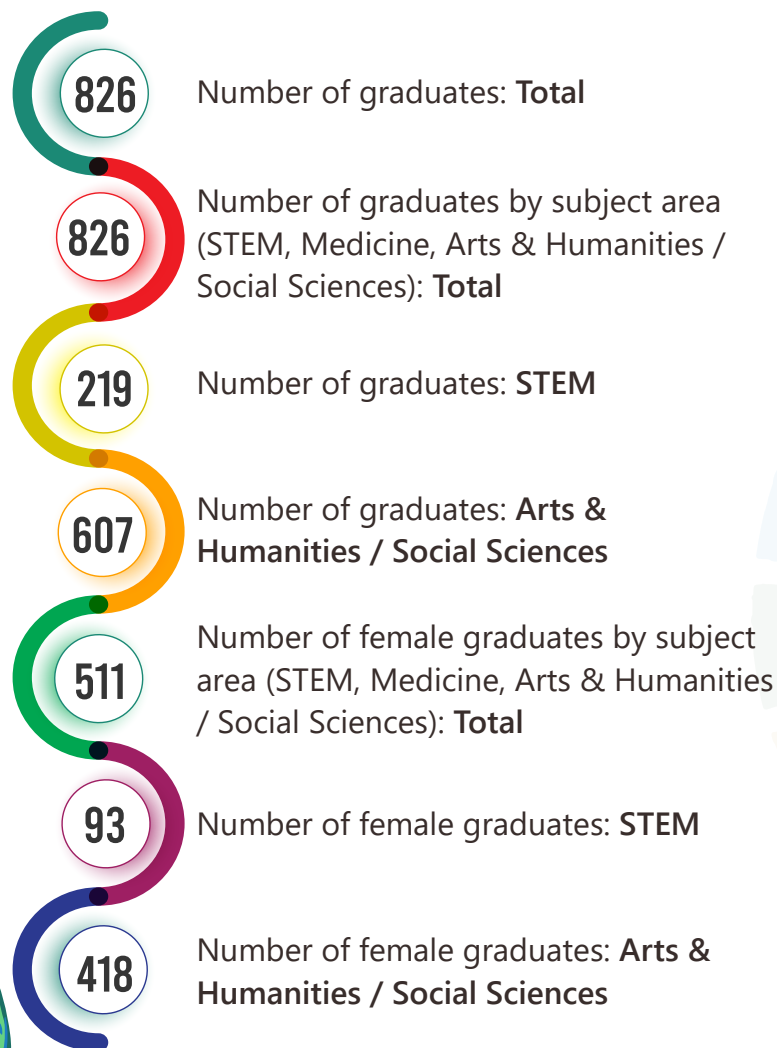 826
Number of graduates: Total
826
Number of graduates by subject area
(STEM, Medicine, Arts & Humanities /
Social Sciences): Total
219
Number of graduates: STEM
607
Number of graduates: Arts &
Humanities / Social Sciences
511
Number of female graduates by subject
area (STEM, Medicine, Arts & Humanities
/ Social Sciences): Total
93
Number of female graduates: STEM
418
Number of female graduates: Arts &
Humanities / Social Sciences